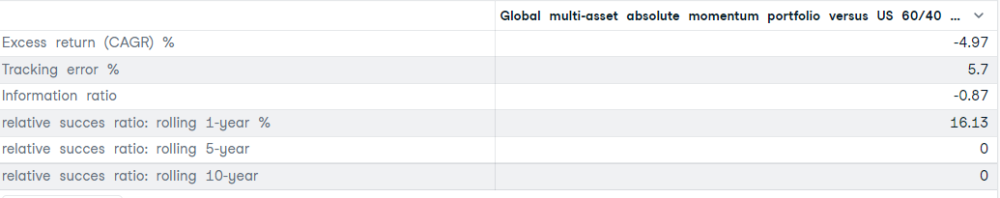 Global multi-asset absolute momentum portfolio versus US 60/40 ...
Excess return (CAGR) % -4.97
Tracking error % 5.7
Information ratio -0.87
relative succes ratio: rolling 1-year % 16.13
relative succes ratio: rolling 5-year 0
relative succes ratio: rolling 10-year 0